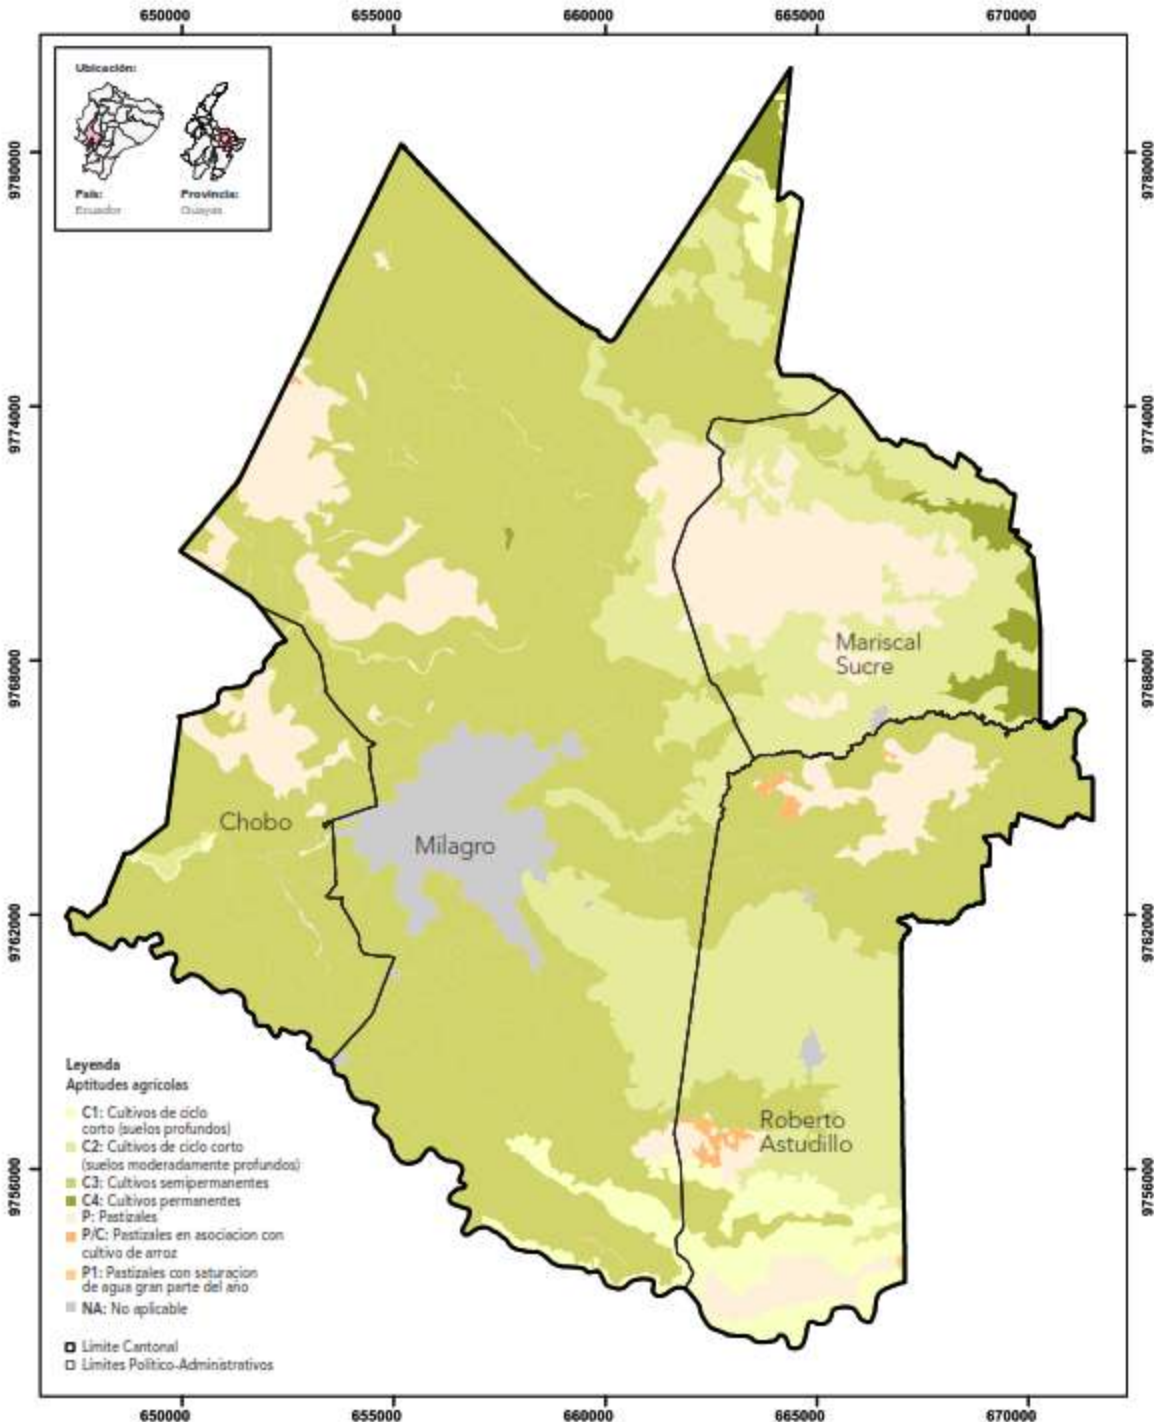 650000 655000 660000 665000 670000
Ubicación:
País: Provincia:
Ecuador Guayas
9780000 9780000
9774000 9774000
9768000 9768000
9762000 9762000
9756000 9756000
Mariscal
Sucre
Chobo
Milagro
Roberto
Astudillo
Leyenda
Aptitudes agrícolas
C1: Cultivos de ciclo
corto (suelos profundos)
C2: Cultivos de ciclo corto
(suelos moderadamente profundos)
C3: Cultivos semipermanentes
C4: Cultivos permanentes
P: Pastizales
P/C: Pastizales en asociacion con
cultivo de arroz
P1: Pastizales con saturacion
de agua gran parte del año
NA: No aplicable
Límite Cantonal
Límites Político-Administrativos
650000 655000 660000 665000 670000